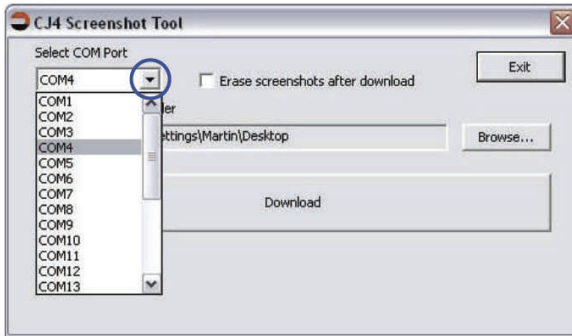 CJ4 Screenshot Tool
Select COM Port
COM4
Erase screenshots after download
Exit
COM1
COM2
COM3
COM4
COM5
COM6
COM7
COM8
COM9
COM10
COM11
COM12
COM13
ler
ettings\Martin\Desktop
Browse...
Download